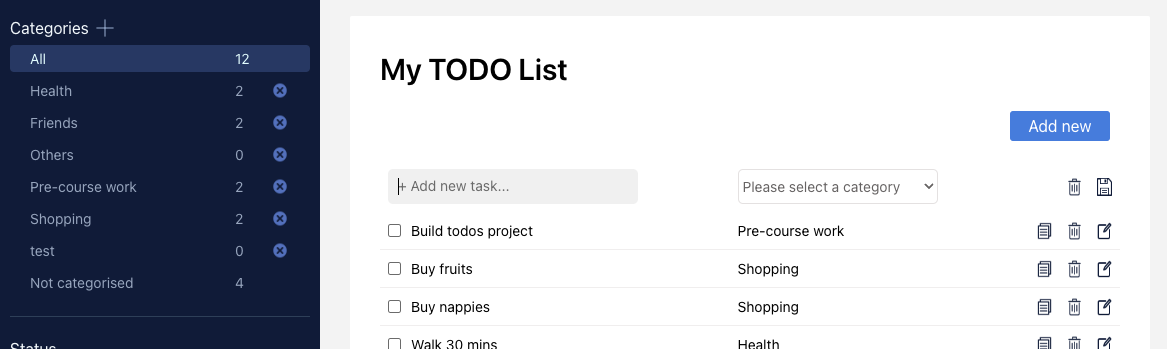 Categories
All 12
Health 2
Friends 2
Others 0
Pre-course work 2
Shopping 2
test 0
Not categorised 4
Status
My TODO List
Add new
+ Add new task... Please select a category
Build todos project Pre-course work
Buy fruits Shopping
Buy nappies Shopping
Walk 30 mins Health